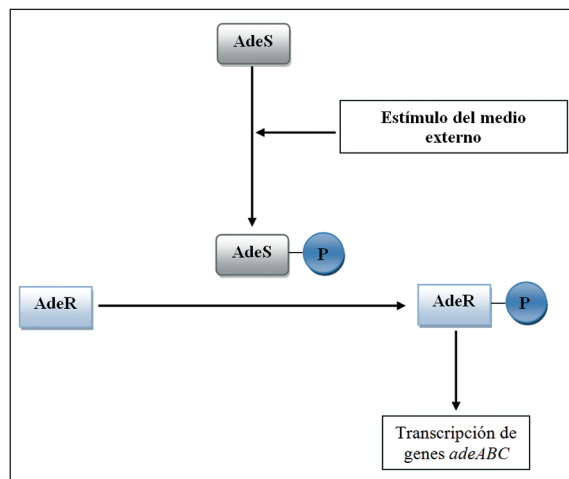 AdeS
Estímulo del medio
externo
AdeS
P
AdeR
AdeR
P
Transcripción de
genes adeABC